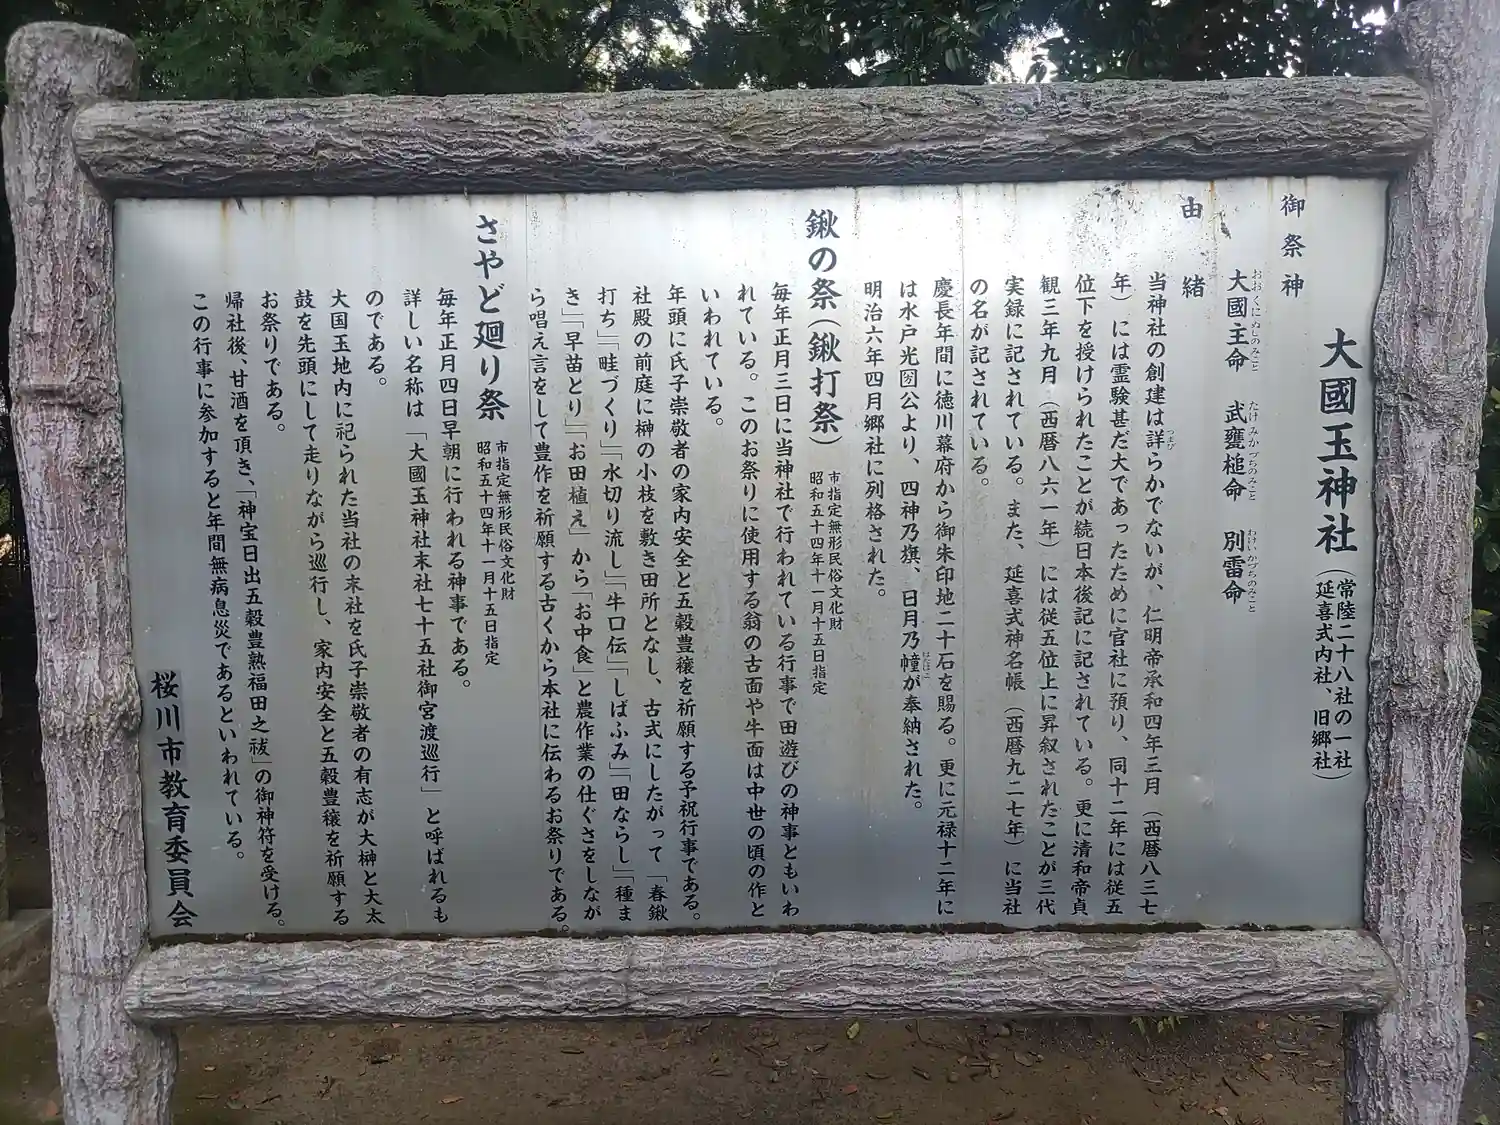 大國玉神社(常陸二十八社の一社
延喜式内社、旧郷社)
御祭神
大國主命 武甕槌命 別雷命
おおくにぬしのみこと たけみかづちのみこと わけいかづちのみこと
由緒
当神社の創建は詳らかでないが、仁明帝承和四年三月(西暦八三七
年)には霊験甚だ大であったために官社に預り、同十二年には従五
位下を授けられたことが続日本後記に記されている。更に清和帝貞
観三年九月(西暦八六一年)には従五位上に昇叙されたことが三代
実録に記されている。また、延喜式神名帳(西暦九二七年)に当社
の名が記されている。
慶長年間に徳川幕府から御朱印地二十石を賜る。更に元禄十二年に
は水戸光圀公より、四神乃旗、日月乃幢が奉納された。
明治六年四月郷社に列格された。
鍬の祭(鍬打祭)市指定無形民俗文化財
昭和五十四年十一月十五日指定
毎年正月三日に当神社で行われている行事で田遊びの神事ともいわ
れている。このお祭りに使用する翁の古面や牛面は中世の頃の作と
いわれている。
年頭に氏子崇敬者の家内安全と五穀豊穣を祈願する予祝行事である。
社殿の前庭に榊の小枝を敷き田所となし、古式にしたがって「春鍬
打ち」「畦づくり」「水切り流し」「牛口伝」「しばふみ」「田ならし」「種ま
き」「早苗とり」「お田植え」から「お中食」と農作業の仕ぐさをしなが
ら唱え言をして豊作を祈願する古くから本社に伝わるお祭りである。
さやど廻り祭 市指定無形民俗文化財
昭和五十四年十一月十五日指定
毎年正月四日早朝に行われる神事である。
詳しい名称は「大國玉神社末社七十五社御宮渡巡行」と呼ばれるも
のである。
大国玉地内に祀られた当社の末社を氏子崇敬者の有志が大榊と大太
鼓を先頭にして走りながら巡行し、家内安全と五穀豊穣を祈願する
お祭りである。
帰社後、甘酒を頂き、「神宝日出五穀豊熟福田之祓」の御神符を受ける。
この行事に参加すると年間無病息災であるといわれている。
桜川市教育委員会